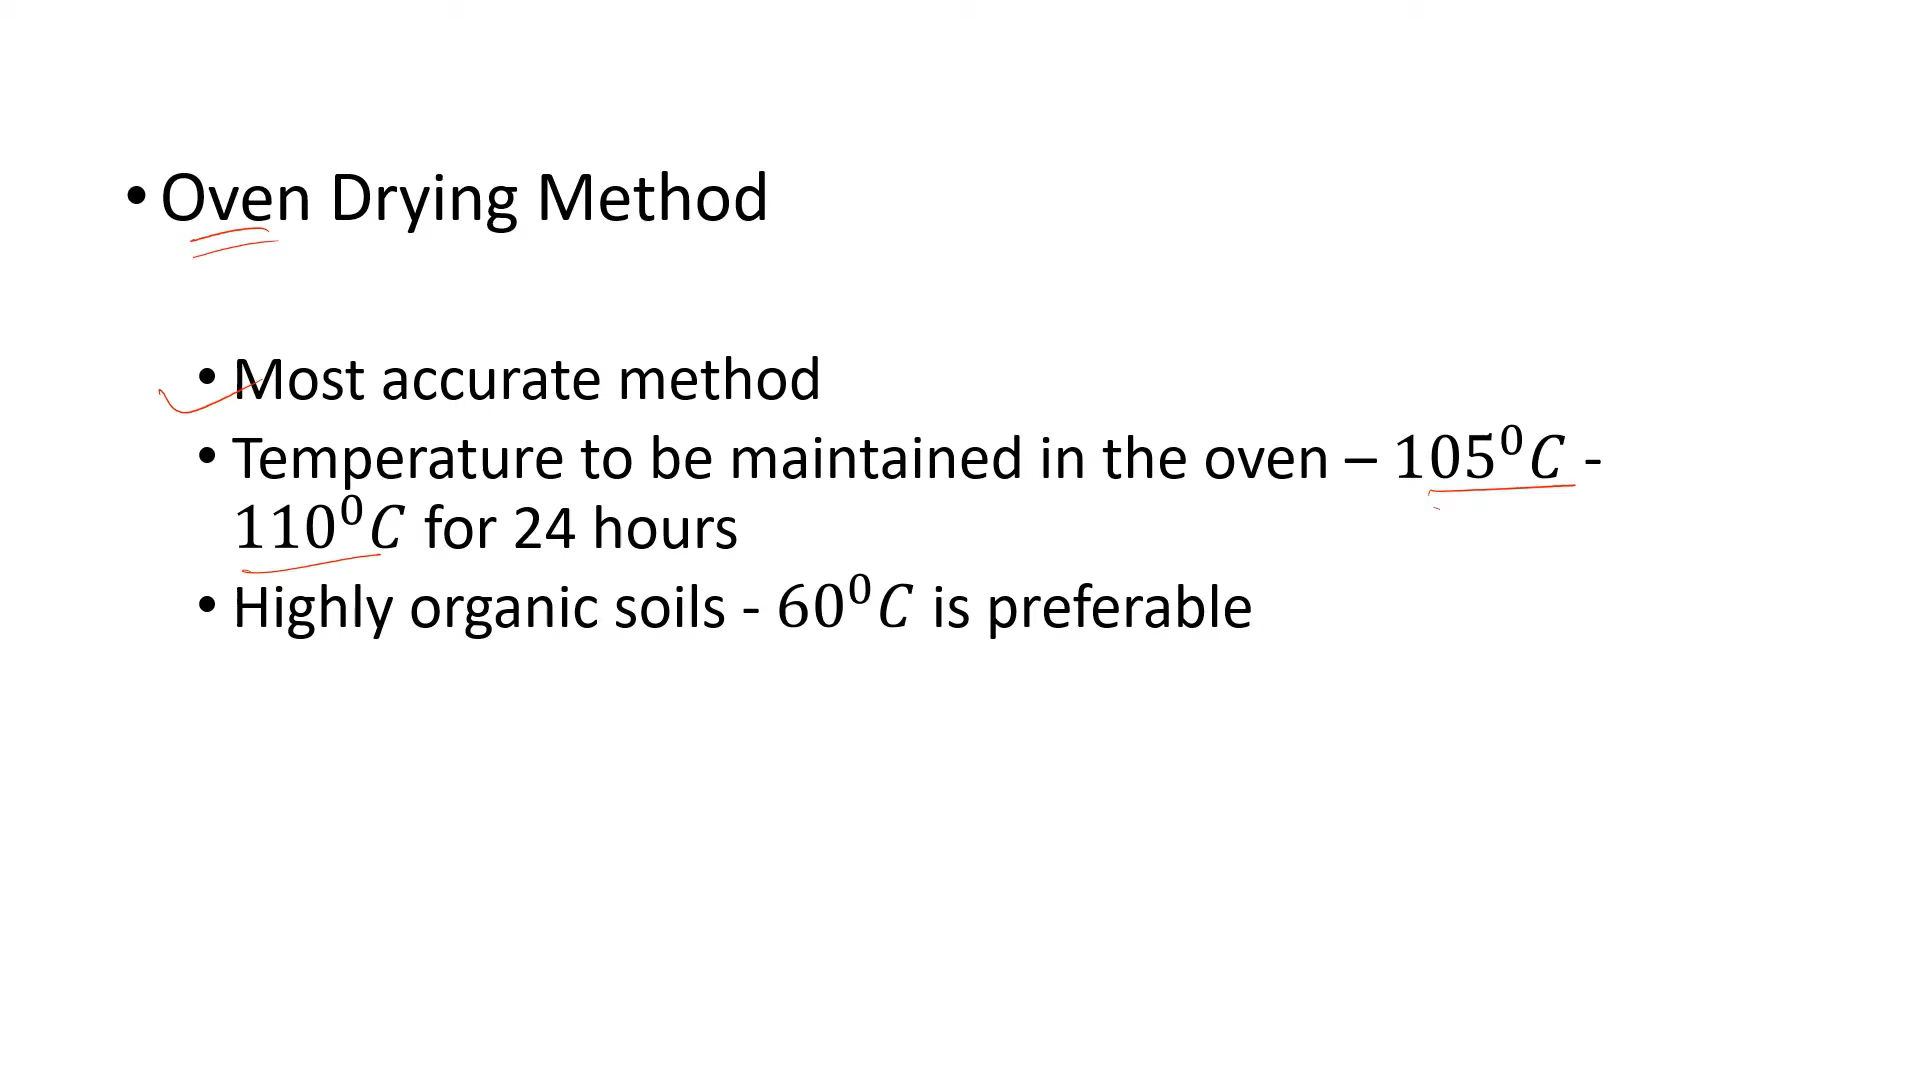 • Oven Drying Method
• Most accurate method
• Temperature to be maintained in the oven – 105⁰C -
110⁰C for 24 hours
• Highly organic soils - 60⁰C is preferable